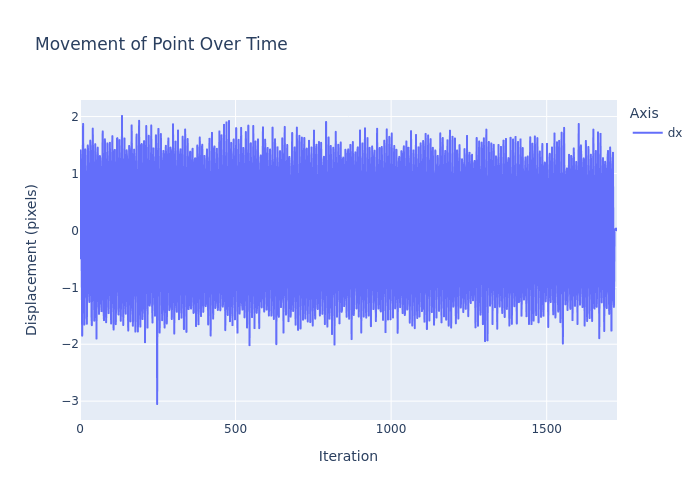 Movement of Point Over Time
Axis
dx
Displacement (pixels)
2
1
0
−1
−2
−3
0
500
1000
1500
Iteration